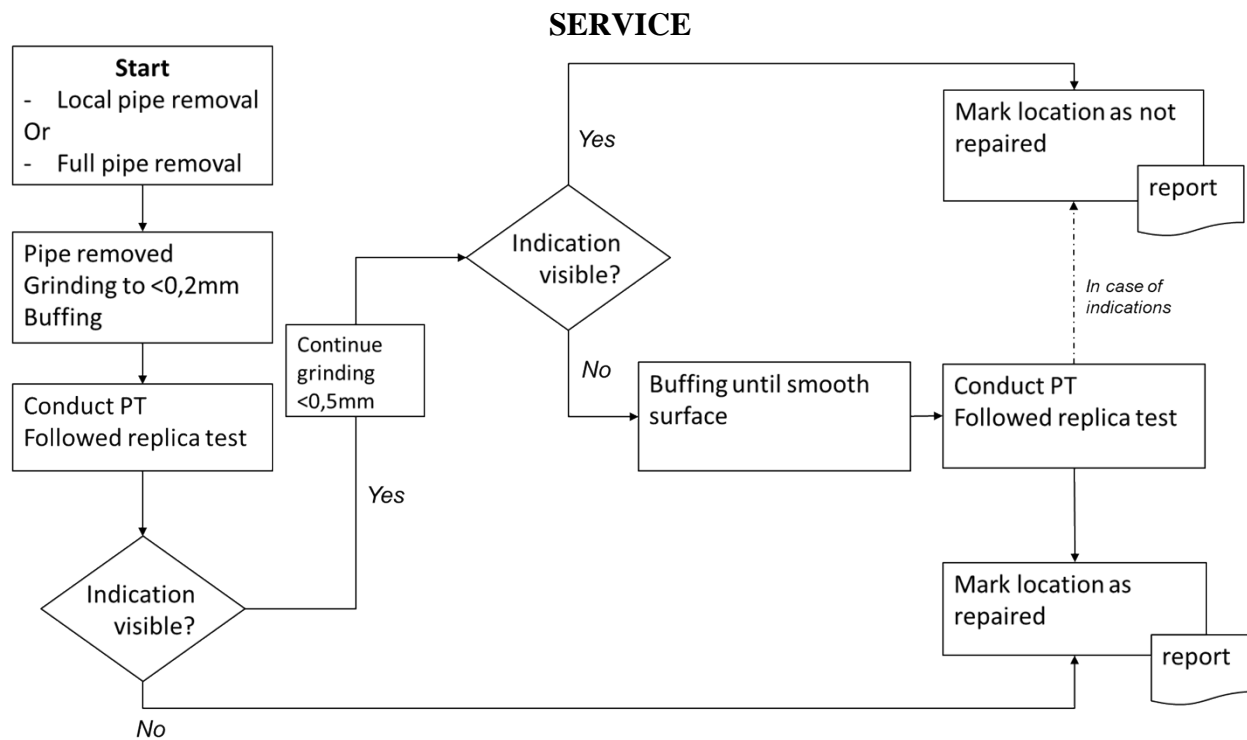 SERVICE
Start
- Local pipe removal
Or
- Full pipe removal
Pipe removed
Grinding to <0,2mm
Buffing
Conduct PT
Followed replica test
Indication
visible?
No
Yes
Continue
grinding
<0,5mm
Indication
visible?
Yes
No
Buffing until smooth
surface
Conduct PT
Followed replica test
In case of
indications
Mark location as not
repaired
report
Mark location as
repaired
report